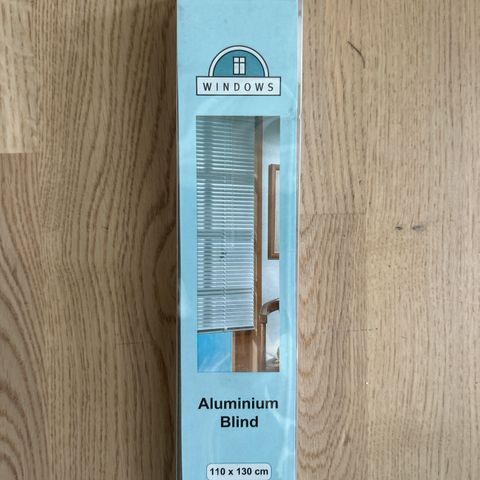 WINDOWS
Aluminium
Blind
110 x 130 cm